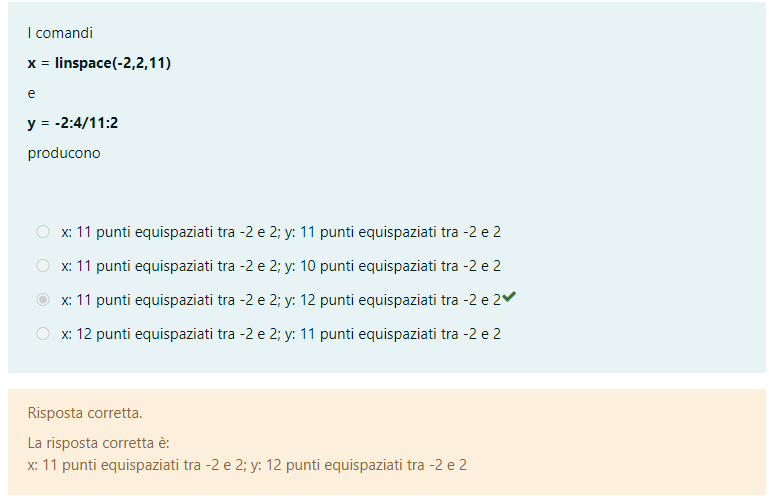 I comandi
x = linspace(-2,2,11)
e
y = -2:4/11:2
producono
x: 11 punti equispaziati tra -2 e 2; y: 11 punti equispaziati tra -2 e 2
x: 11 punti equispaziati tra -2 e 2; y: 10 punti equispaziati tra -2 e 2
x: 11 punti equispaziati tra -2 e 2; y: 12 punti equispaziati tra -2 e 2
x: 12 punti equispaziati tra -2 e 2; y: 11 punti equispaziati tra -2 e 2
Risposta corretta.
La risposta corretta è:
x: 11 punti equispaziati tra -2 e 2; y: 12 punti equispaziati tra -2 e 2